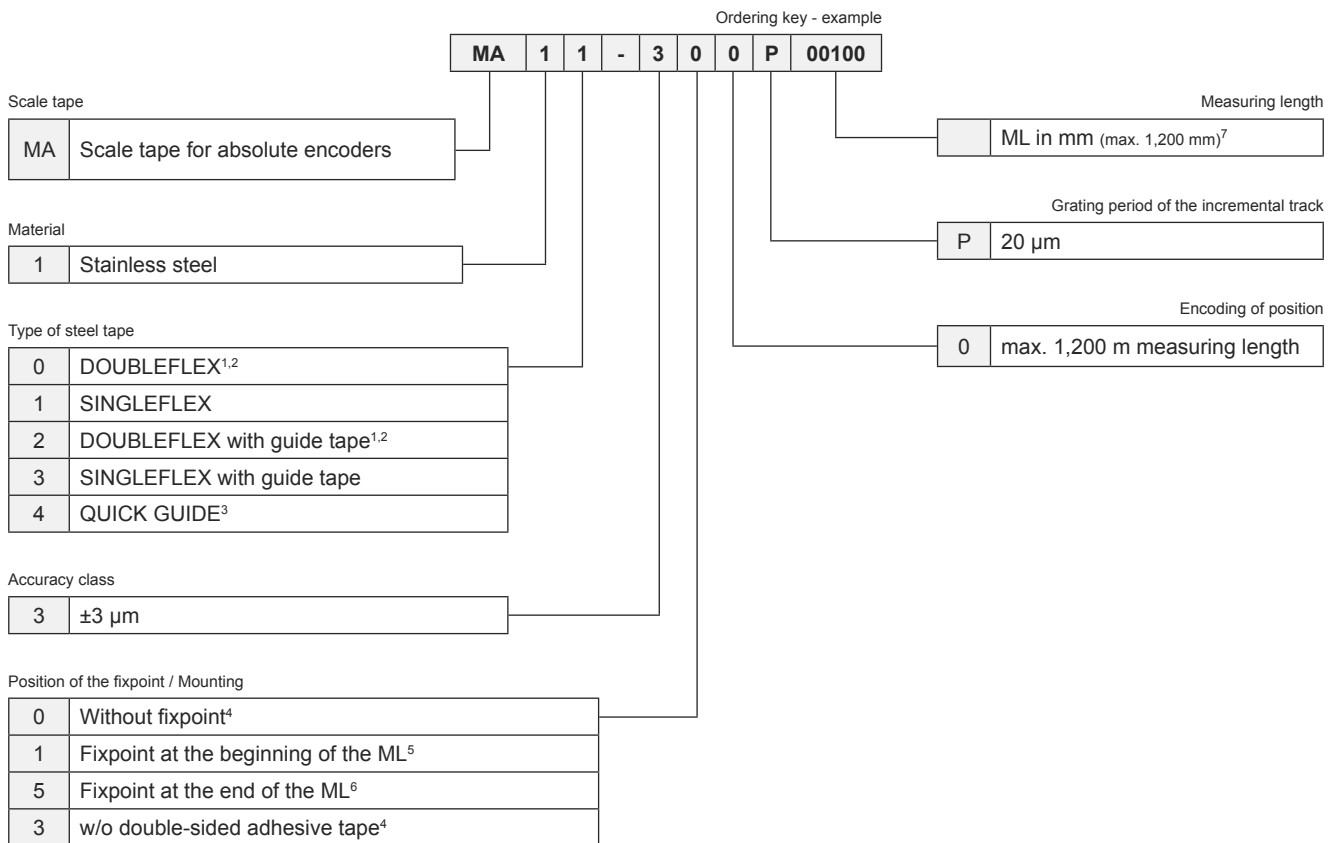 Ordering key - example
MA 1 1 - 3 0 0 P 00100
Scale tape
MA Scale tape for absolute encoders
Material
1 Stainless steel
Type of steel tape
0 DOUBLEFLEX1,2
1 SINGLEFLEX
2 DOUBLEFLEX with guide tape1,2
3 SINGLEFLEX with guide tape
4 QUICK GUIDE3
Accuracy class
3 ±3 µm
Position of the fixpoint / Mounting
0 Without fixpoint4
1 Fixpoint at the beginning of the ML5
5 Fixpoint at the end of the ML6
3 w/o double-sided adhesive tape4
Measuring length
ML in mm (max. 1,200 mm)7
Grating period of the incremental track
P 20 µm
Encoding of position
0 max. 1,200 m measuring length